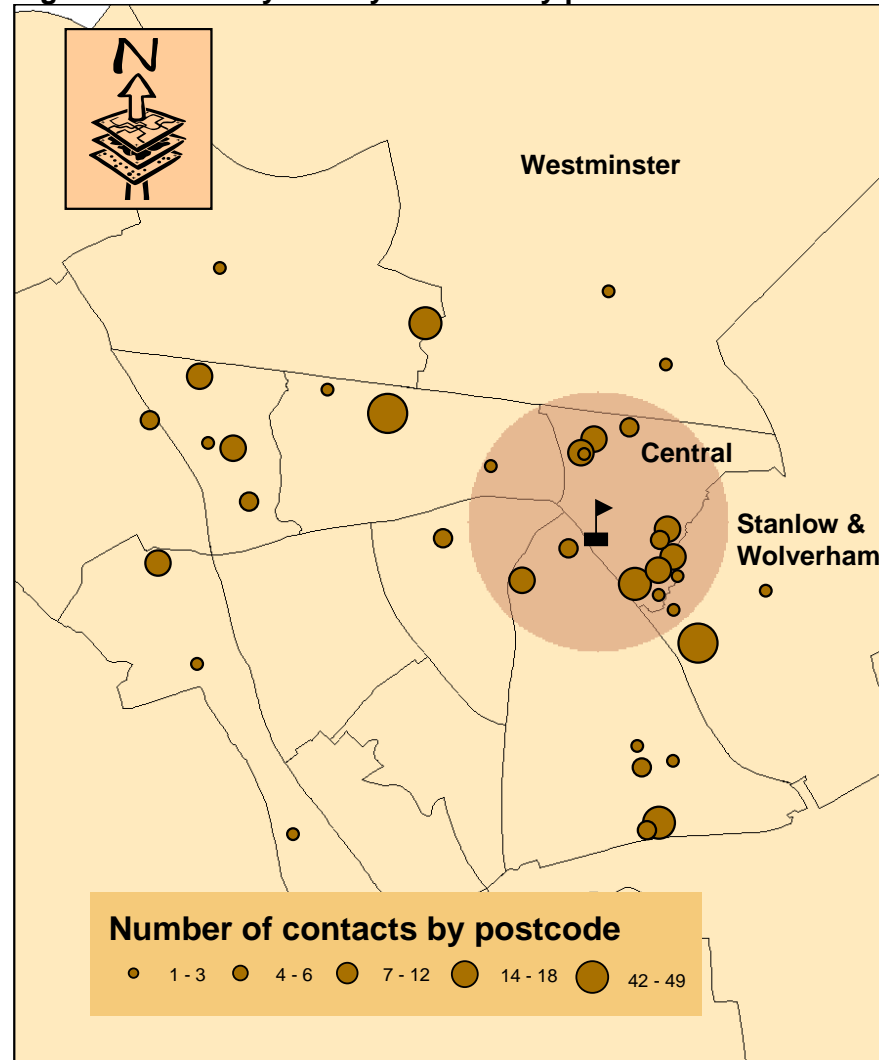 N
Westminster
Central
Stanlow &
Wolverham
Number of contacts by postcode
1 - 3
4 - 6
7 - 12
14 - 18
42 - 49